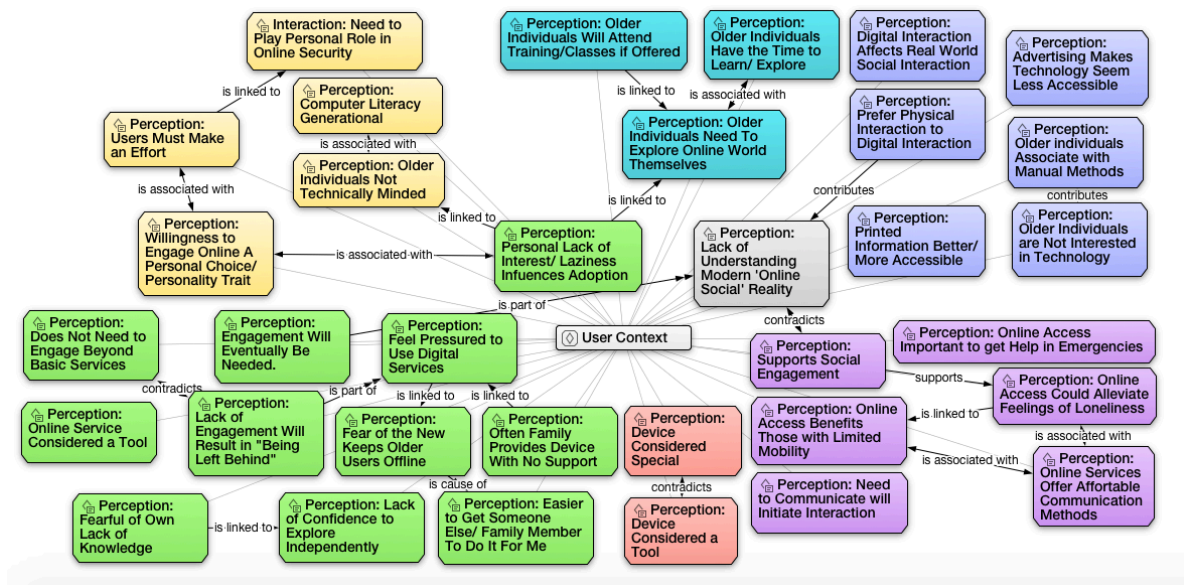 Interaction: Need to
Play Personal Role in
Online Security
Perception: Older
Individuals Will Attend
Training/Classes if Offered
Perception: Older
Individuals Have the Time to
Learn/ Explore
Perception:
Digital Interaction
Affects Real World
Social Interaction
Perception:
Advertising Makes
Technology Seem
Less Accessible
is linked to
Perception:
Computer Literacy
Generational
is linked to
is associated with
Perception:
Prefer Physical
Interaction to
Digital Interaction
Perception:
Users Must Make
an Effort
is associated with
Perception: Older
Individuals Need To
Explore Online World
Themselves
Perception:
Older individuals
Associate with
Manual Methods
Perception: Older
Individuals Not
Technically Minded
is associated with
is linked to
is linked to
contributes
contributes
Perception:
Willingness to
Engage Online A
Personal Choice/
Personality Trait
is associated with
Perception:
Personal Lack of
Interest/ Laziness
Infuences Adoption
Perception:
Lack of
Understanding
Modern 'Online
Social' Reality
Perception:
Printed
Information Better/
More Accessible
Perception:
Older Individuals
are Not Interested
in Technology
is part of
contradicts
Perception:
Does Not Need to
Engage Beyond
Basic Services
Perception:
Engagement Will
Eventually Be
Needed.
Perception:
Feel Pressured to
Use Digital
Services
User Context
Perception:
Supports Social
Engagement
Perception: Online Access
Important to get Help in Emergencies
contradicts
is part of
supports
Perception: Online
Access Could Alleviate
Feelings of Loneliness
Perception:
Online Service
Considered a Tool
Perception:
Lack of
Engagement Will
Result in "Being
Left Behind"
is linked to
is linked to
Perception:
Fear of the New
Keeps Older
Users Offline
Perception:
Often Family
Provides Device
With No Support
Perception:
Device
Considered
Special
Perception: Online
Access Benefits
Those with Limited
Mobility
is linked to
is associated with
is associated with
Perception:
Online Services
Offer Affortable
Communication
Methods
is cause of
contradicts
Perception:
Fearful of Own
Lack of
Knowledge
is linked to
Perception: Lack
of Confidence to
Explore
Independently
Perception: Easier
to Get Someone
Else/ Family Member
To Do It For Me
Perception:
Device
Considered a
Tool
Perception: Need
to Communicate will
Initiate Interaction